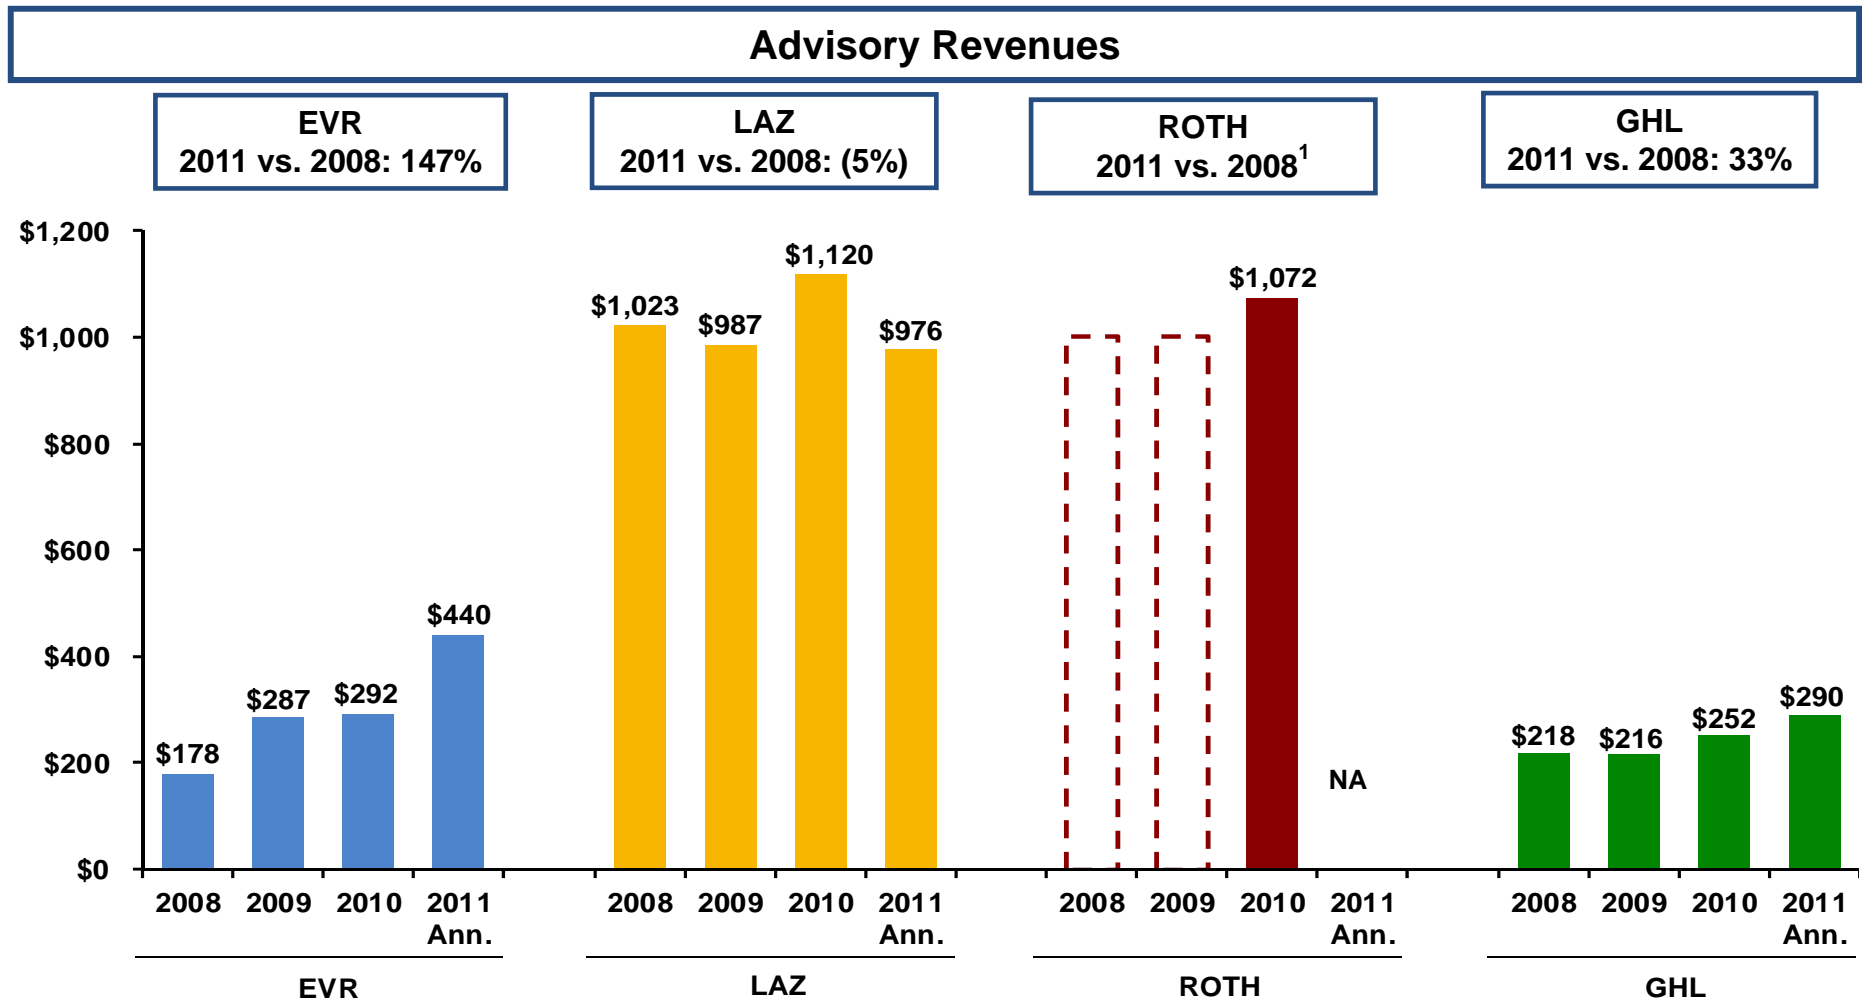 Advisory Revenues
EVR
2011 vs. 2008: 147%
LAZ
2011 vs. 2008: (5%)
ROTH
2011 vs. 2008¹
GHL
2011 vs. 2008: 33%
$1,200
$1,000
$800
$600
$400
$200
$0
$178
$287
$292
$440
$1,023
$987
$1,120
$976
$1,072
NA
$218
$216
$252
$290
2008 2009 2010 2011 Ann.
2008 2009 2010 2011 Ann.
2008 2009 2010 2011 Ann.
2008 2009 2010 2011 Ann.
EVR
LAZ
ROTH
GHL